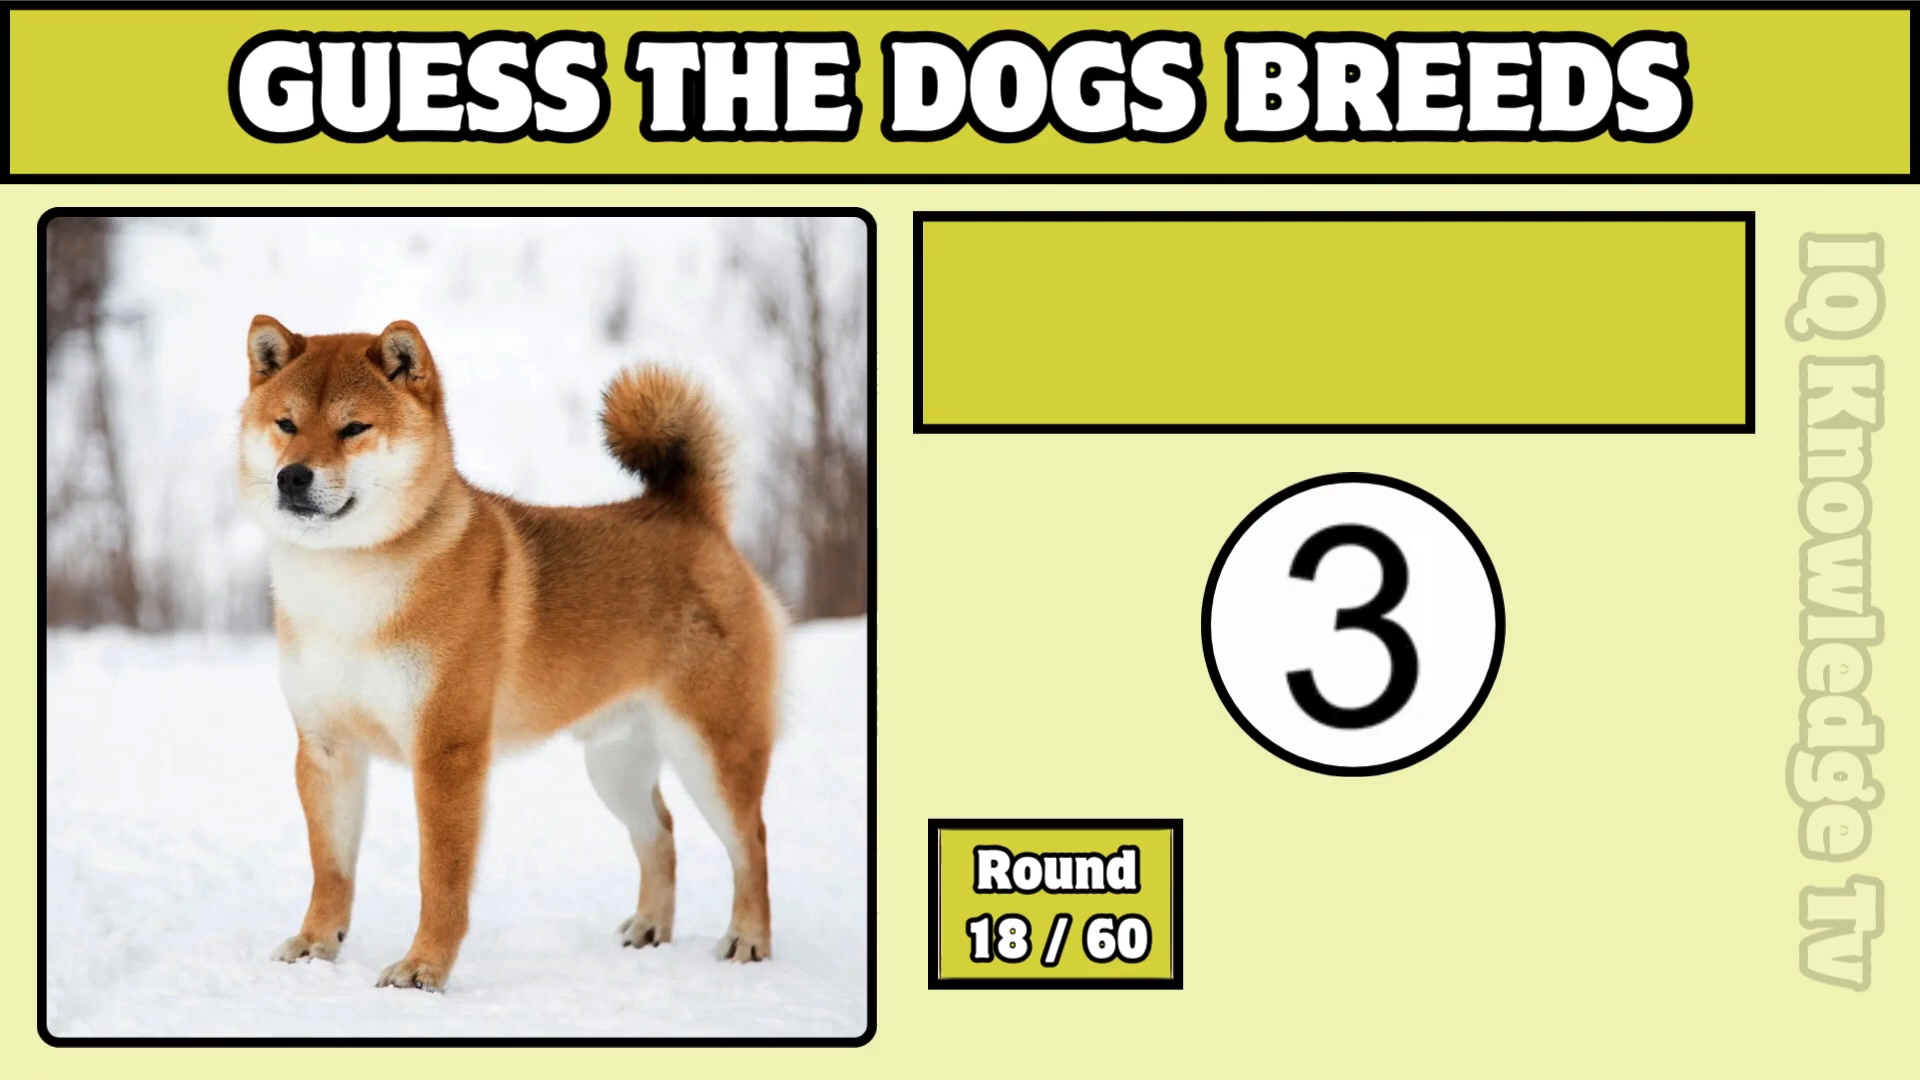 GUESS THE DOGS BREEDS
3
Round
18 / 60
IQ Knowledge TV